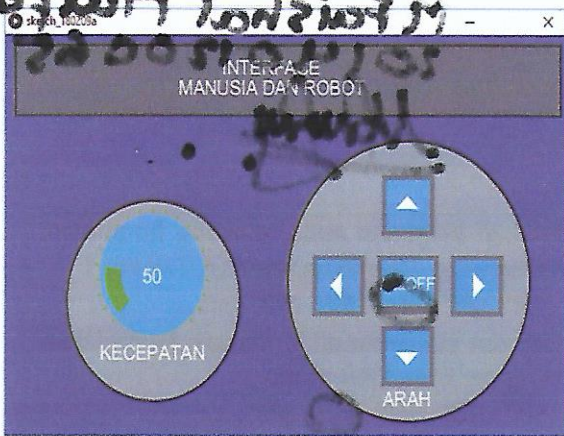 sketch_180209a
INTERFACE
MANUSIA DAN ROBOT
50
OFF
KECEPATAN
ARAH